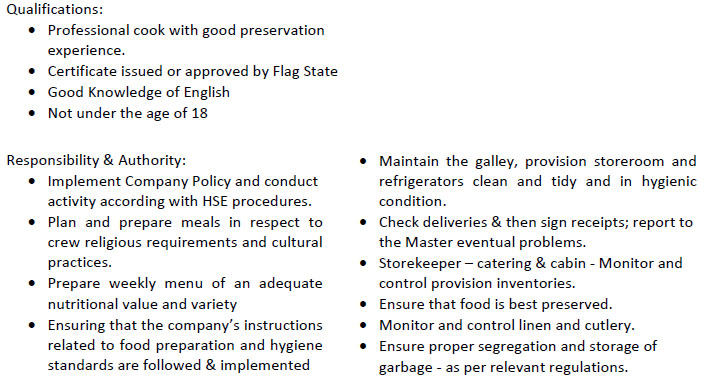 Qualifications:
• Professional cook with good preservation
experience.
• Certificate issued or approved by Flag State
• Good Knowledge of English
• Not under the age of 18
Responsibility & Authority:
• Implement Company Policy and conduct
activity according with HSE procedures.
• Plan and prepare meals in respect to
crew religious requirements and cultural
practices.
• Prepare weekly menu of an adequate
nutritional value and variety
• Ensuring that the company's instructions
related to food preparation and hygiene
standards are followed & implemented
• Maintain the galley, provision storeroom and
refrigerators clean and tidy and in hygienic
condition.
• Check deliveries & then sign receipts; report to
the Master eventual problems.
• Storekeeper – catering & cabin - Monitor and
control provision inventories.
• Ensure that food is best preserved.
• Monitor and control linen and cutlery.
• Ensure proper segregation and storage of
garbage - as per relevant regulations.